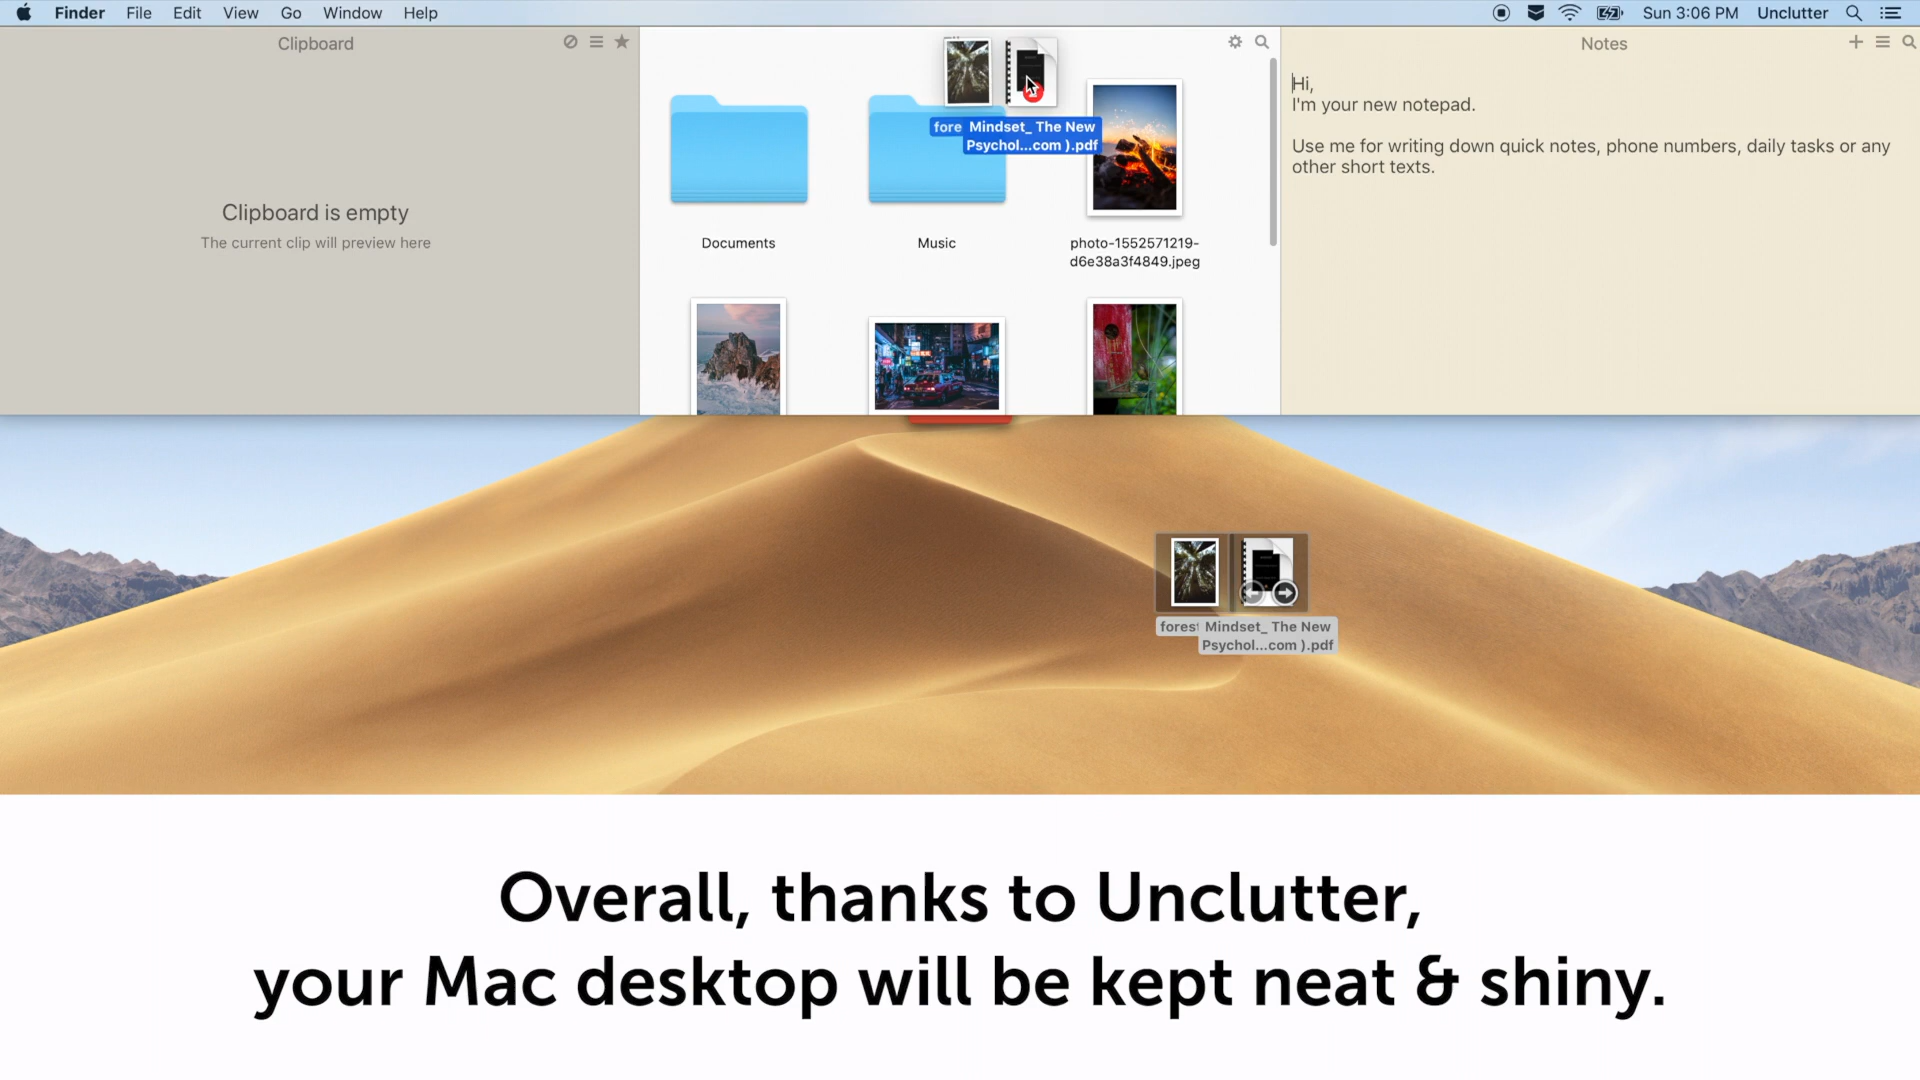 Finder File Edit View Go Window Help
Sun 3:06 PM Unclutter
Clipboard
Notes
Clipboard is empty
The current clip will preview here
fore Mindset_ The New
Psychol...com ).pdf
Documents
Music
photo-1552571219-
d6e38a3f4849.jpeg
Hi,
I'm your new notepad.
Use me for writing down quick notes, phone numbers, daily tasks or any
other short texts.
forest Mindset_ The New
Psychol...com ).pdf
Overall, thanks to Unclutter,
your Mac desktop will be kept neat & shiny.